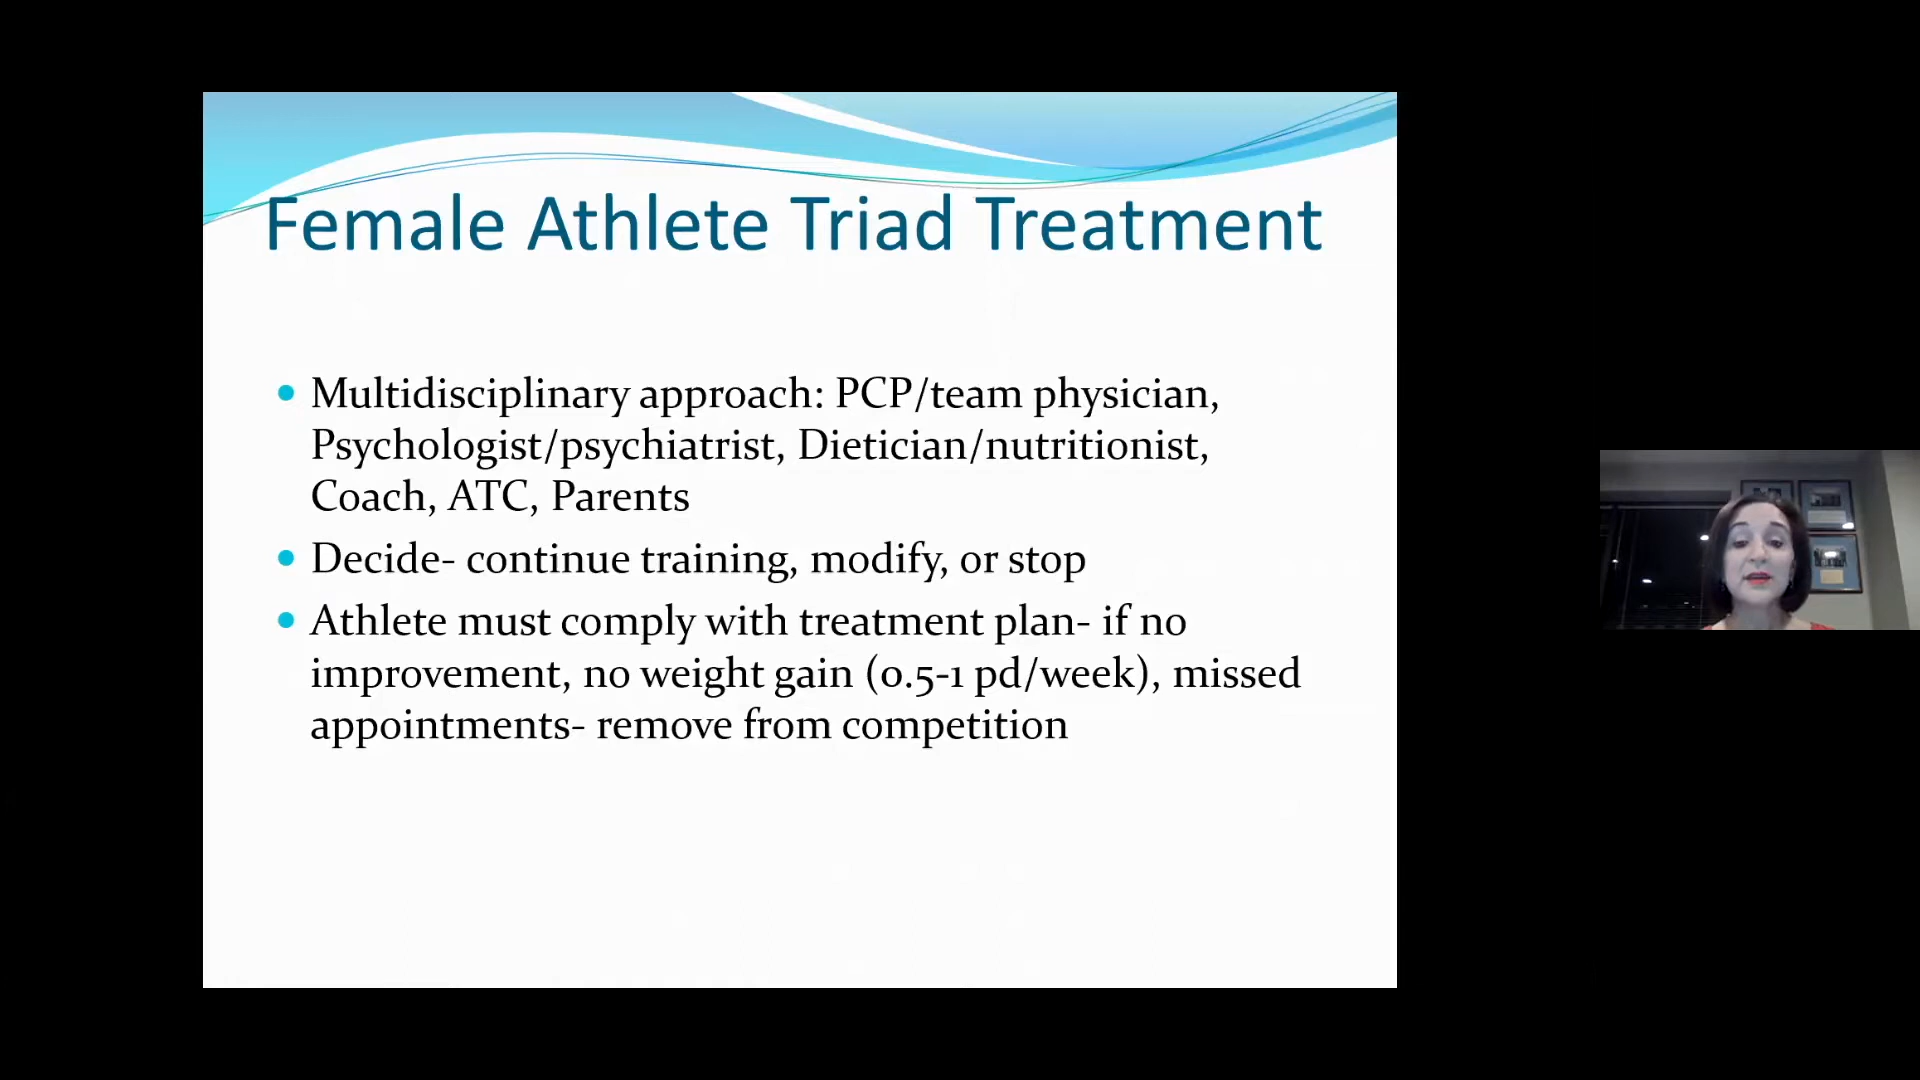 Female Athlete Triad Treatment
Multidisciplinary approach: PCP/team physician,
Psychologist/psychiatrist, Dietician/nutritionist,
Coach, ATC, Parents
Decide- continue training, modify, or stop
Athlete must comply with treatment plan- if no
improvement, no weight gain (0.5-1 pd/week), missed
appointments- remove from competition